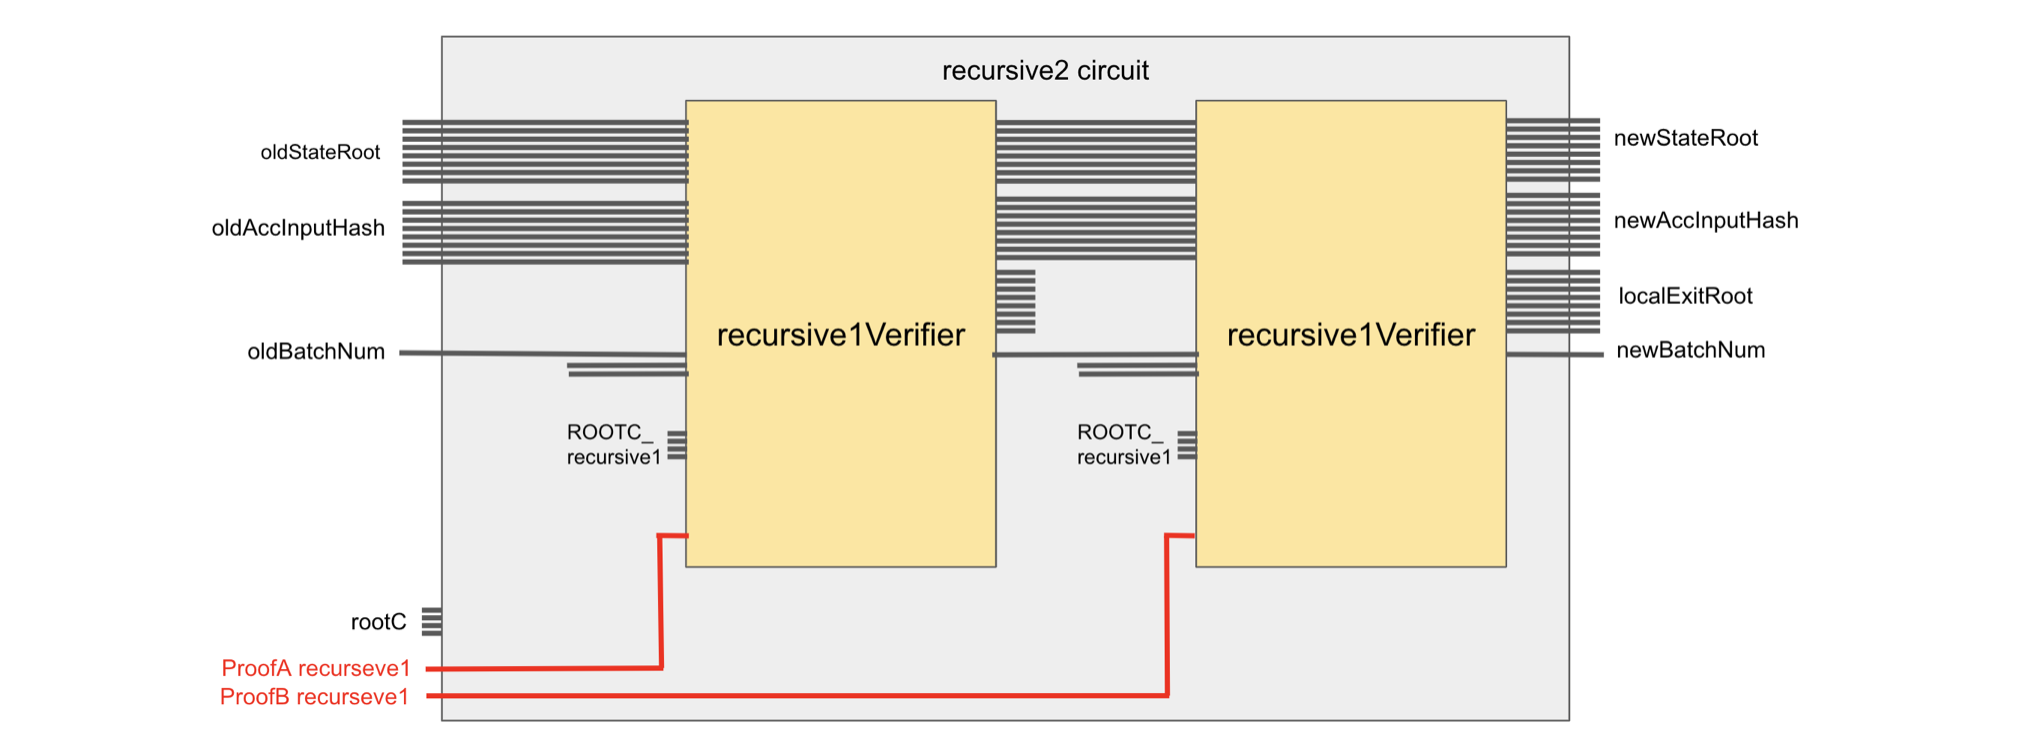 recursive2 circuit
oldStateRoot
oldAccInputHash
oldBatchNum
recursive1Verifier
ROOTC_
recursive1
recursive1Verifier
ROOTC_
recursive1
newStateRoot
newAccInputHash
localExitRoot
newBatchNum
rootC
ProofA recurseve1
ProofB recurseve1